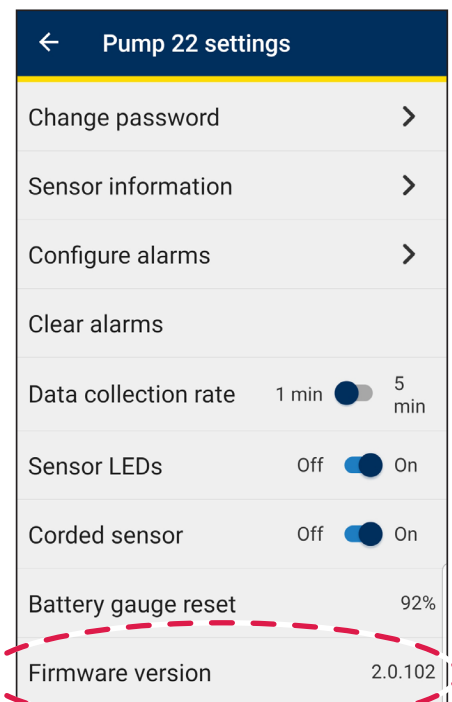 Pump 22 settings
Change password
Sensor information
Configure alarms
Clear alarms
Data collection rate 1 min 5 min
Sensor LEDs Off On
Corded sensor Off On
Battery gauge reset 92%
Firmware version 2.0.102